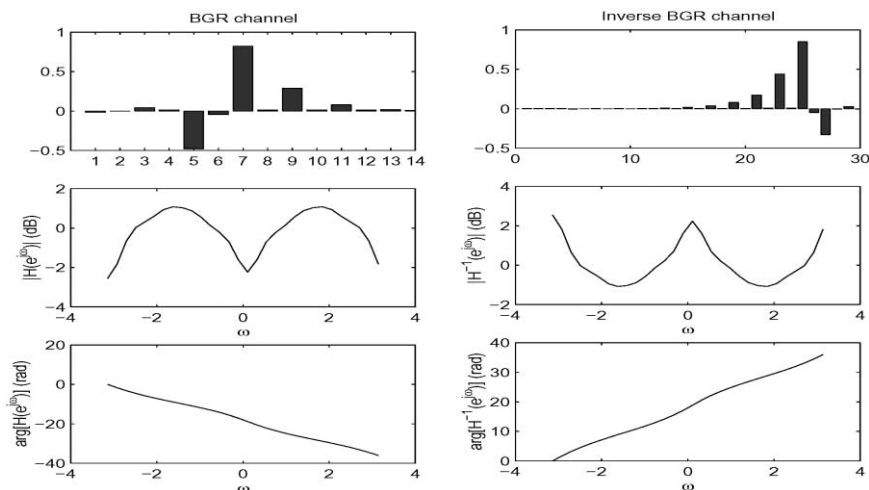 BGR channel
1
0.5
0
−0.5
1 2 3 4 5 6 7 8 9 10 11 12 13 14
|H(e^jω)| (dB)
2
0
−2
−4
−4 −2 0 2 4
ω
arg[H(e^jω)] (rad)
20
0
−20
−40
−4 −2 0 2 4
ω
Inverse BGR channel
1
0.5
0
−0.5
0 10 20 30
|H^−1(e^jω)| (dB)
4
2
0
−2
−4 −2 0 2 4
ω
arg[H^−1(e^jω)] (rad)
40
30
20
10
0
−4 −2 0 2 4
ω